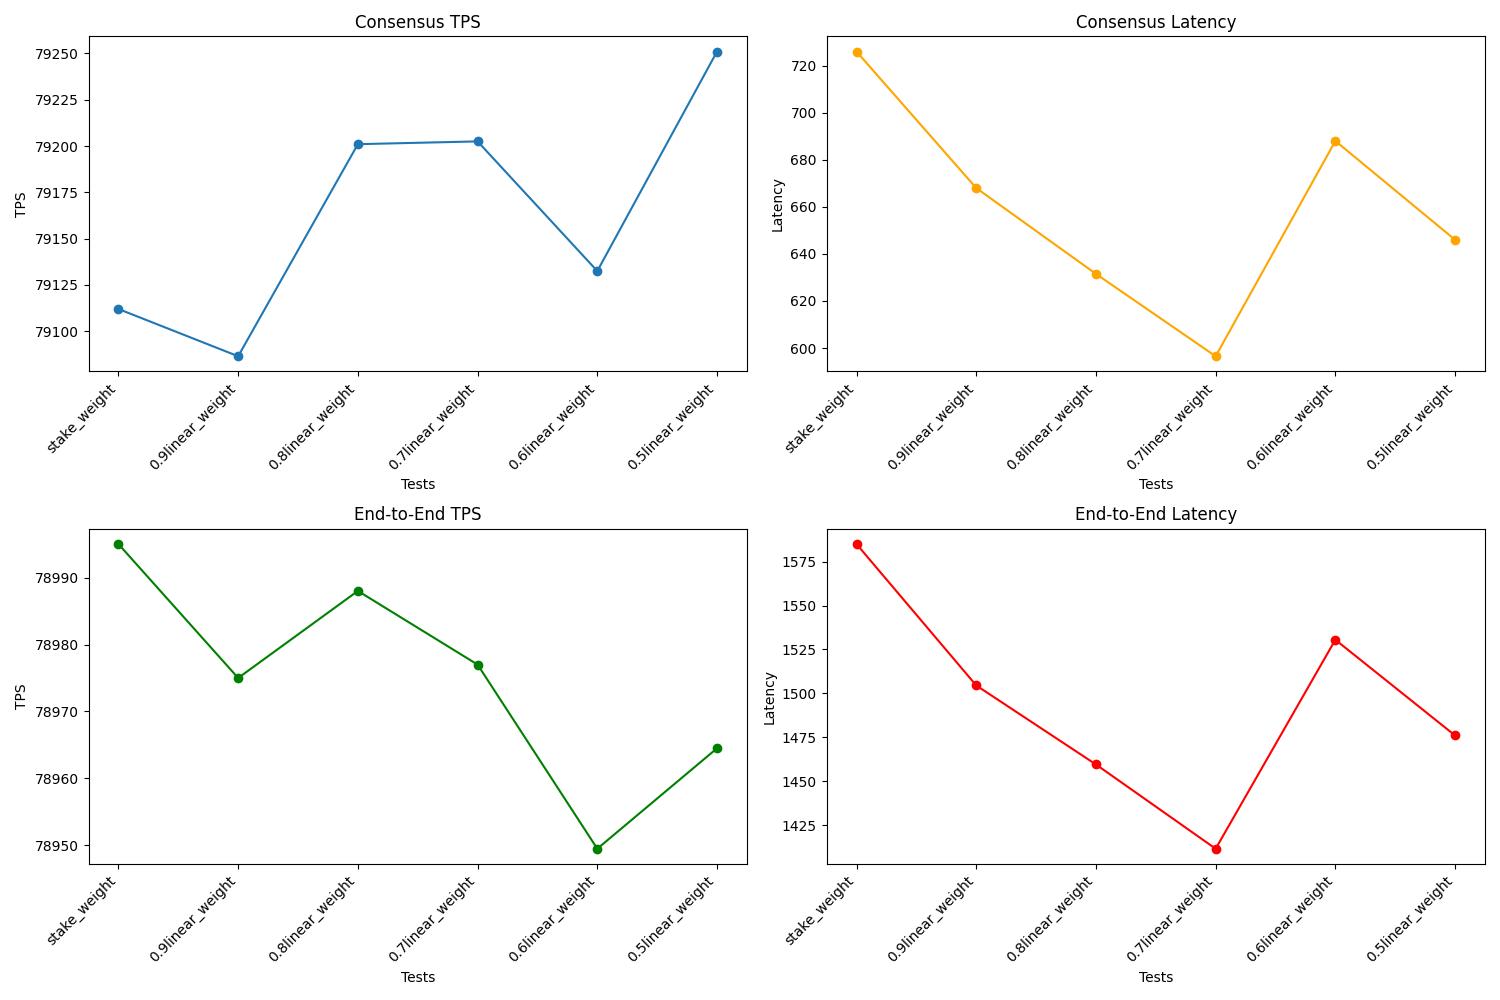 Consensus TPS
79250
79225
79200
79175
79150
79125
79100
TPS
stake_weight
0.9linear_weight
0.8linear_weight
0.7linear_weight
0.6linear_weight
0.5linear_weight
Tests
Consensus Latency
720
700
680
660
640
620
600
Latency
stake_weight
0.9linear_weight
0.8linear_weight
0.7linear_weight
0.6linear_weight
0.5linear_weight
Tests
End-to-End TPS
78990
78980
78970
78960
78950
TPS
stake_weight
0.9linear_weight
0.8linear_weight
0.7linear_weight
0.6linear_weight
0.5linear_weight
Tests
End-to-End Latency
1575
1550
1525
1500
1475
1450
1425
Latency
stake_weight
0.9linear_weight
0.8linear_weight
0.7linear_weight
0.6linear_weight
0.5linear_weight
Tests